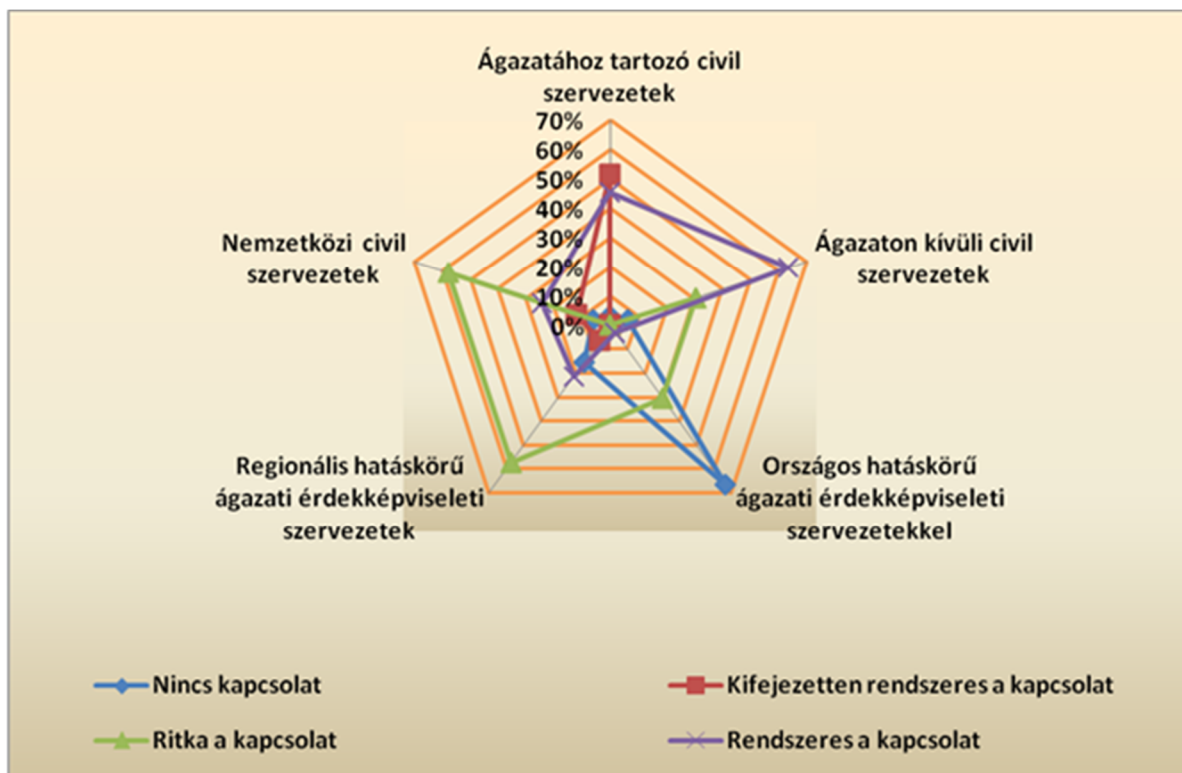 Ágazatához tartozó civil
szervezetek
70%
60%
50%
40%
30%
20%
10%
0%
Ágazaton kívüli civil
szervezetek
Országos hatáskörű
ágazati érdekképviseleti
szervezetekkel
Regionális hatáskörű
ágazati érdekképviseleti
szervezetek
Nemzetközi civil
szervezetek
Nincs kapcsolat
Kifejezetten rendszeres a kapcsolat
Ritka a kapcsolat
Rendszeres a kapcsolat